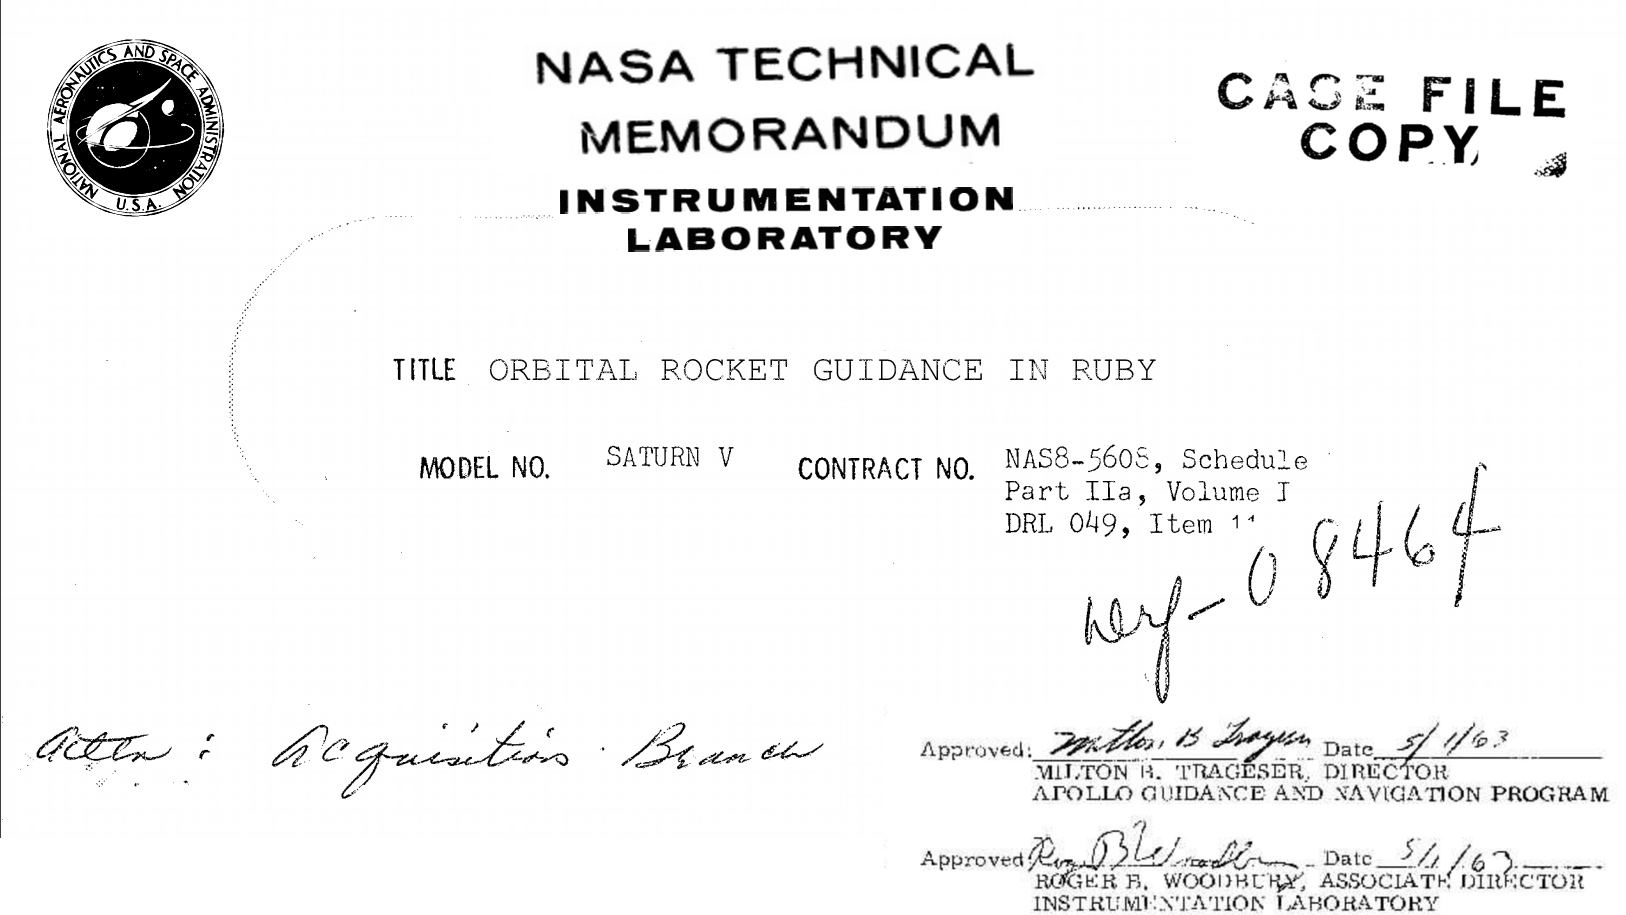 NATIONAL AERONAUTICS AND SPACE ADMINISTRATION
U.S.A.
NASA TECHNICAL
MEMORANDUM
INSTRUMENTATION
LABORATORY
CASE FILE
COPY
TITLE ORBITAL ROCKET GUIDANCE IN RUBY
MODEL NO. SATURN V CONTRACT NO. NAS8-5608, Schedule
Part IIa, Volume I
DRL 049, Item 11
08464
Attn : Acquisition Branch
Approved: Milton B Trageser Date 5/1/63
MILTON B. TRAGESER, DIRECTOR
APOLLO GUIDANCE AND NAVIGATION PROGRAM
Approved Roger B Woodbury Date 5/1/63
ROGER B. WOODBURY, ASSOCIATE DIRECTOR
INSTRUMENTATION LABORATORY